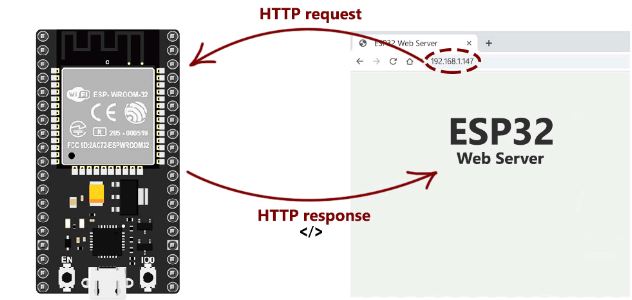 HTTP request
ESP32 Web Server
192.168.1.147
WiFi
ESP-WROOM-32
CE
R
205-000519
FCC ID:2AC7Z-ESPWROOM32
ESP32
Web Server
HTTP response
</>
EN
IO0